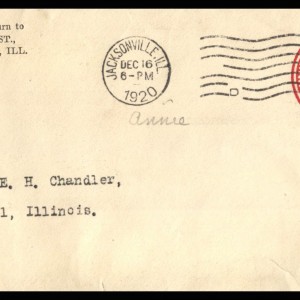 urn to
ST.,
, ILL.
JACKSONVILLE, ILL.
DEC 16
6-PM
1920
D
Annie
E. H. Chandler,
l, Illinois.